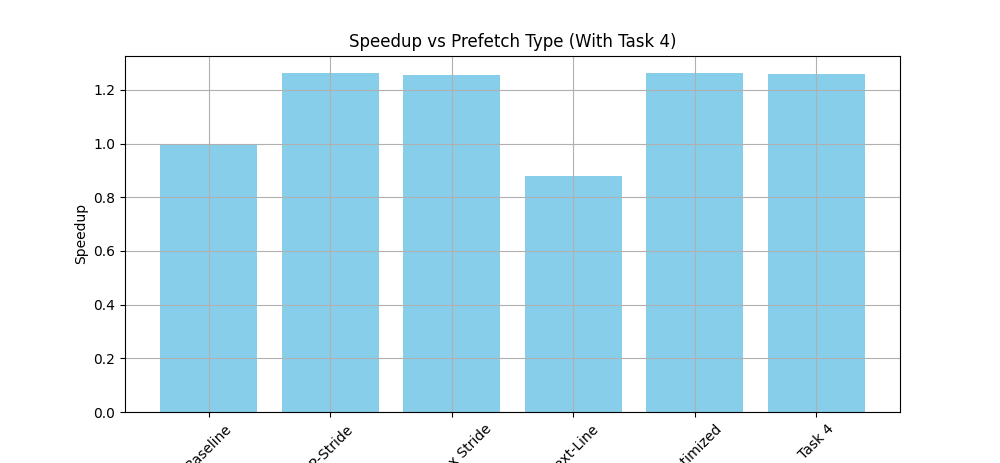 Speedup vs Prefetch Type (With Task 4)
Speedup
1.2
1.0
0.8
0.6
0.4
0.2
0.0
Baseline
P-Stride
x Stride
ext-Line
timized
Task 4